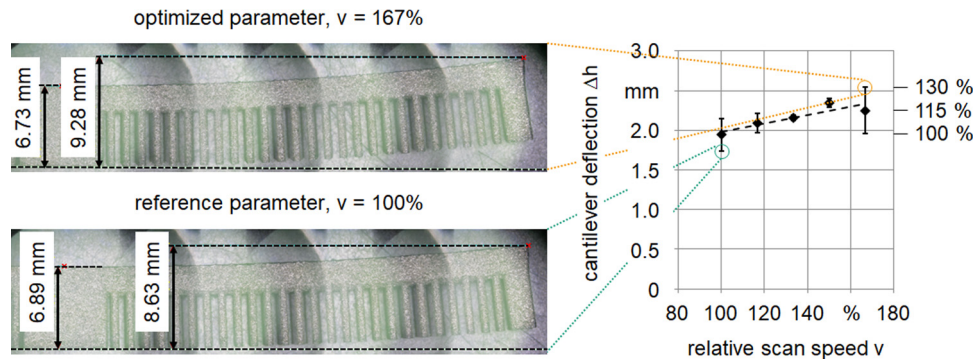 optimized parameter, v = 167%
6.73 mm
9.28 mm
reference parameter, v = 100%
6.89 mm
8.63 mm
cantilever deflection Δh
3.0
mm
2.0
1.5
1.0
0.5
0
80 100 120 140 % 180
relative scan speed v
130 %
115 %
100 %